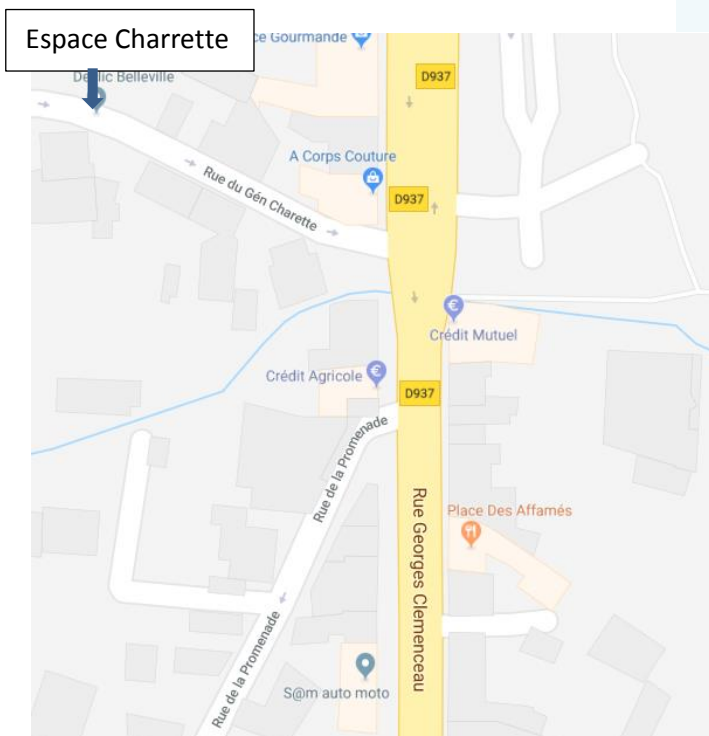 Espace Charrette
ce Gourmande
D937
Belleville
A Corps Couture
Rue du Gén Charette
D937
€
Crédit Mutuel
Crédit Agricole €
D937
Rue de la Promenade
Rue Georges Clemenceau
Place Des Affamés
Rue de la Promenade
S@m auto moto